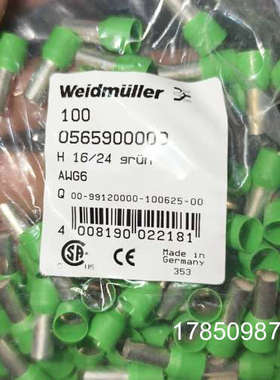 Weidmüller
100
0565900000
H 16/24 grün
AWG6
Q 00-99120000-100625-00
4 008190 022181
Made in
Germany
353
17850987